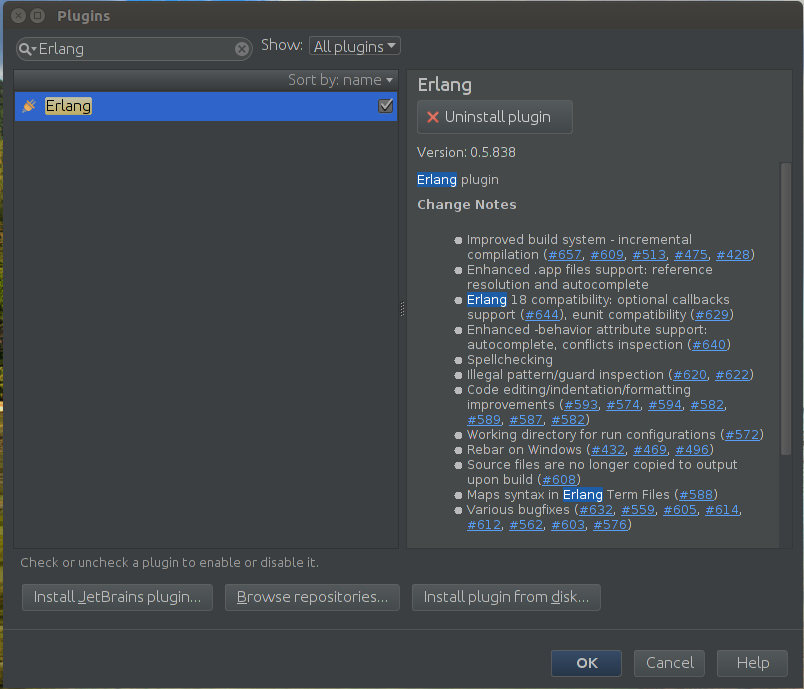 Plugins
Erlang
Show: All plugins
Sort by: name
Erlang
Erlang
Uninstall plugin
Version: 0.5.838
Erlang plugin
Change Notes
Improved build system - incremental
compilation (#657, #609, #513, #475, #428)
Enhanced .app files support: reference
resolution and autocomplete
Erlang 18 compatibility: optional callbacks
support (#644), eunit compatibility (#629)
Enhanced -behavior attribute support:
autocomplete, conflicts inspection (#640)
Spellchecking
Illegal pattern/guard inspection (#620, #622)
Code editing/indentation/formatting
improvements (#593, #574, #594, #582,
#589, #587, #582)
Working directory for run configurations (#572)
Rebar on Windows (#432, #469, #496)
Source files are no longer copied to output
upon build (#608)
Maps syntax in Erlang Term Files (#588)
Various bugfixes (#632, #559, #605, #614,
#612, #562, #603, #576)
Check or uncheck a plugin to enable or disable it.
Install JetBrains plugin...
Browse repositories...
Install plugin from disk...
OK
Cancel
Help